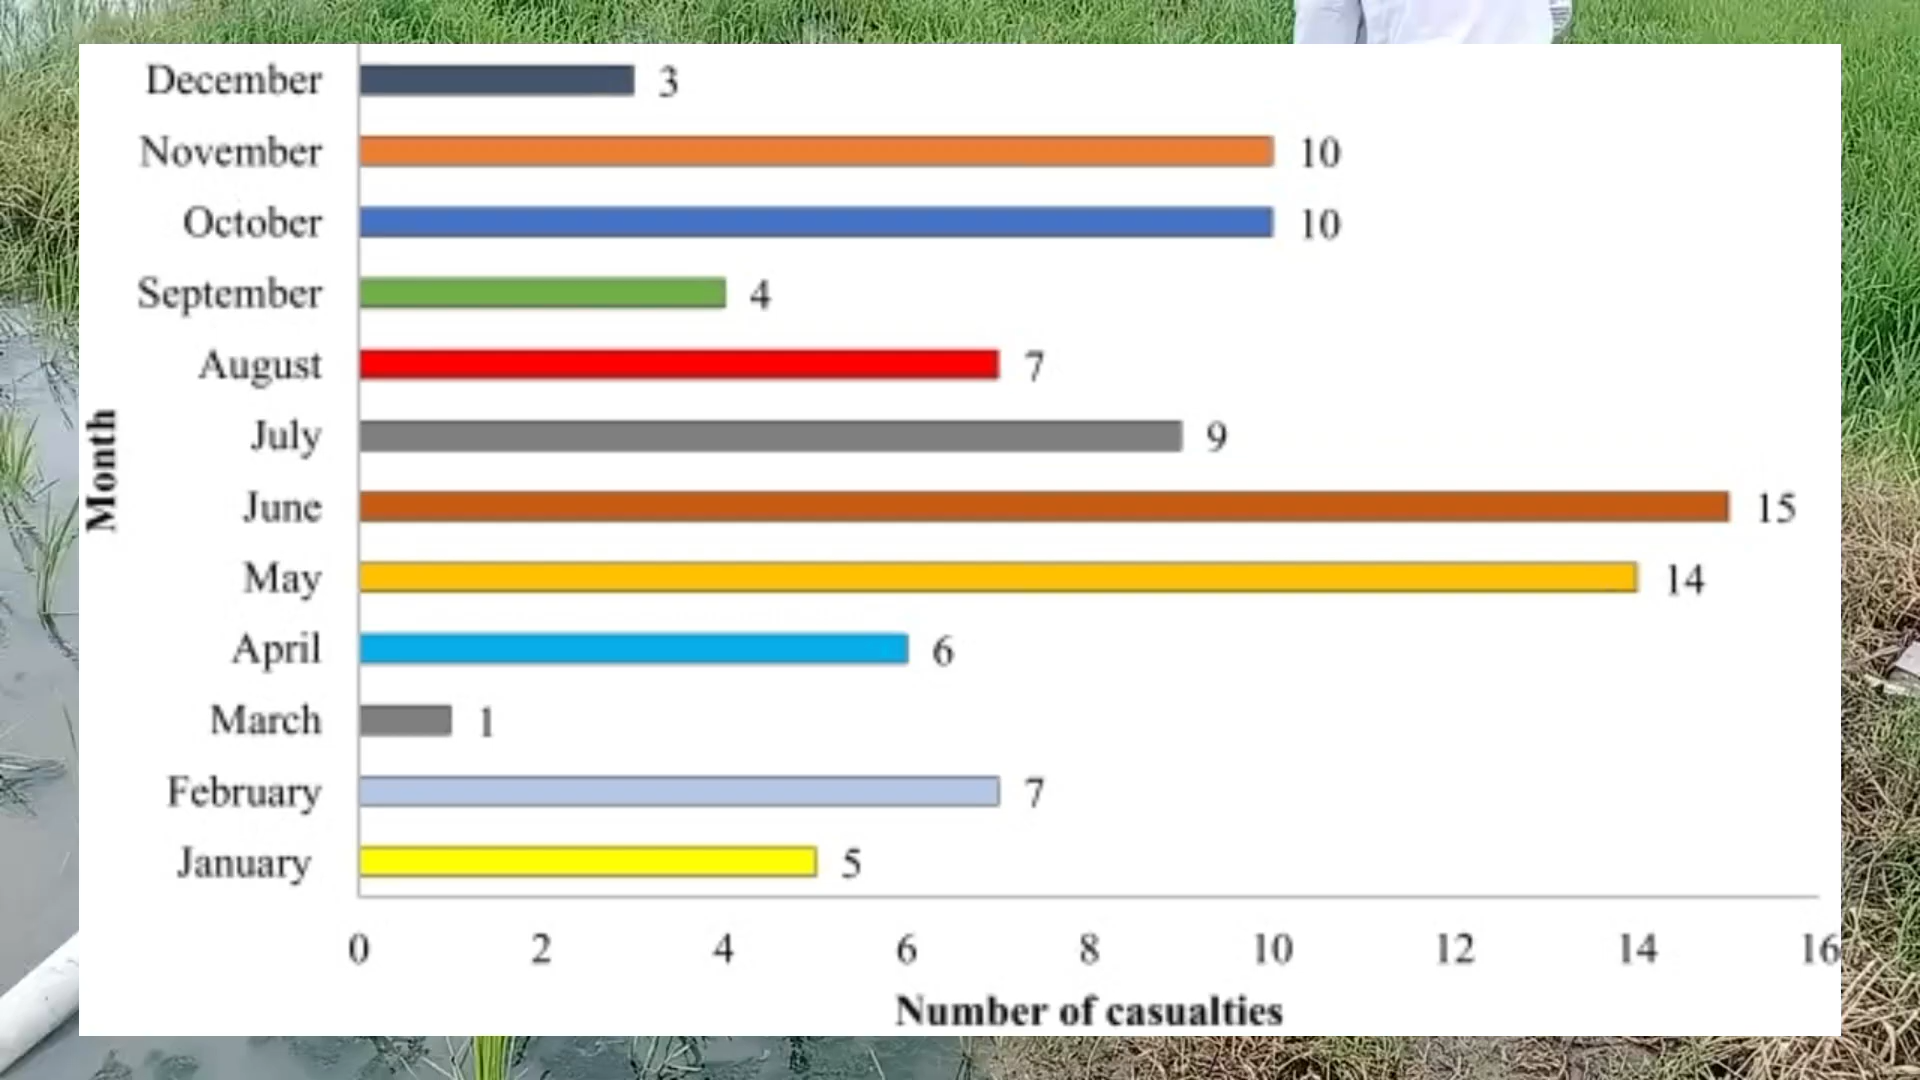 December 3
November 10
October 10
September 4
August 7
July 9
Month
June 15
May 14
April 6
March 1
February 7
January 5
0 2 4 6 8 10 12 14 16
Number of casualties